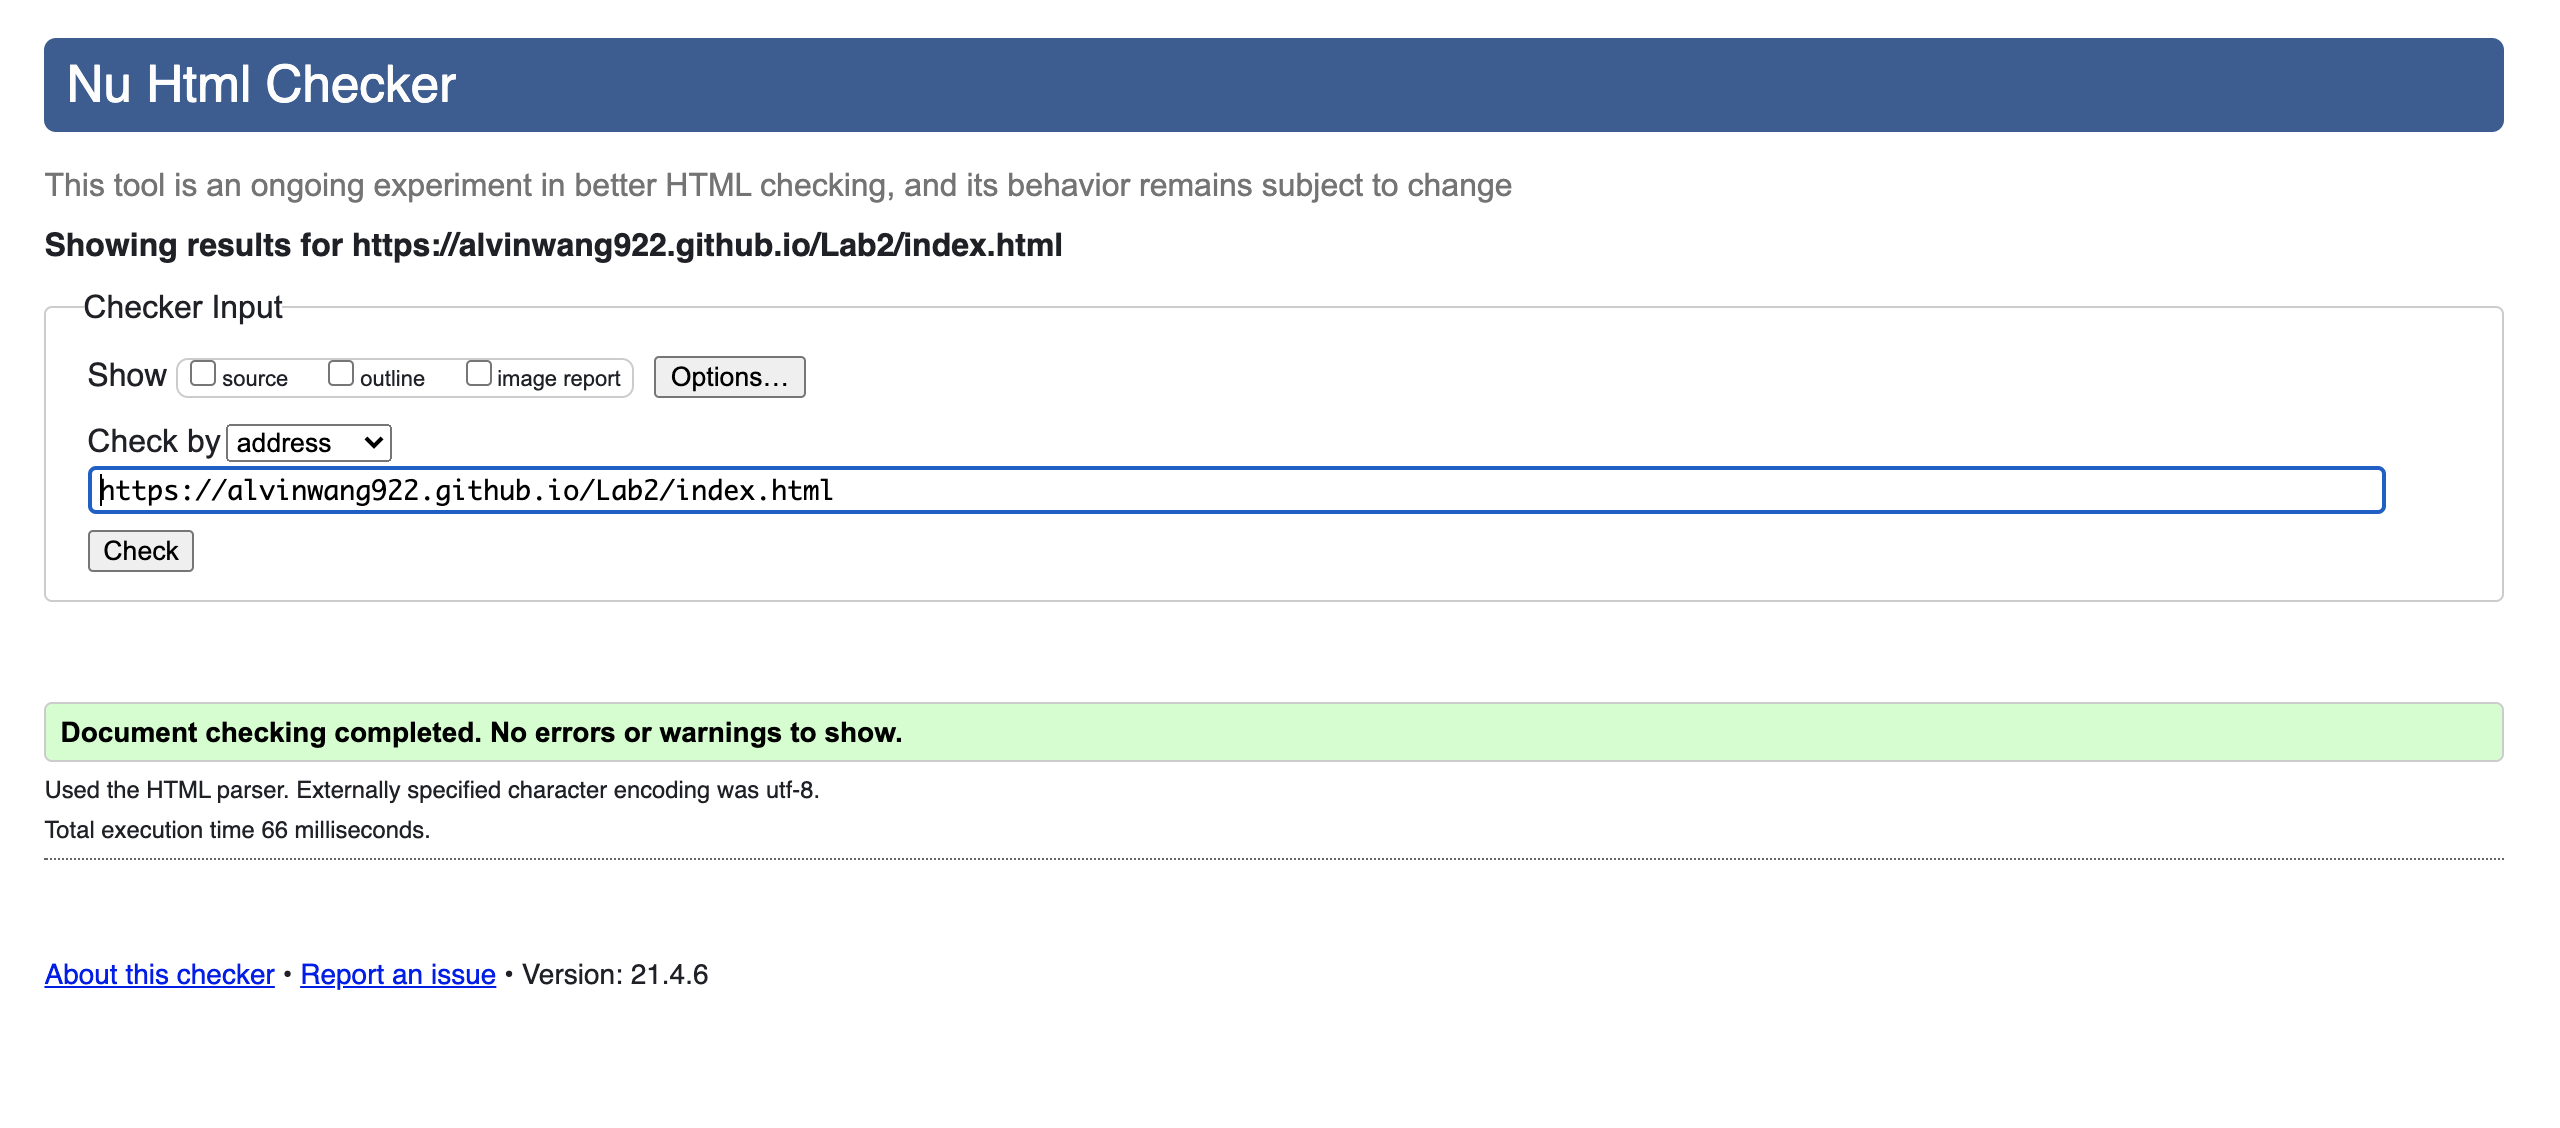 Nu Html Checker
This tool is an ongoing experiment in better HTML checking, and its behavior remains subject to change
Showing results for https://alvinwang922.github.io/Lab2/index.html
Checker Input
Show source outline image report Options...
Check by address
https://alvinwang922.github.io/Lab2/index.html
Check
Document checking completed. No errors or warnings to show.
Used the HTML parser. Externally specified character encoding was utf-8.
Total execution time 66 milliseconds.
About this checker • Report an issue • Version: 21.4.6